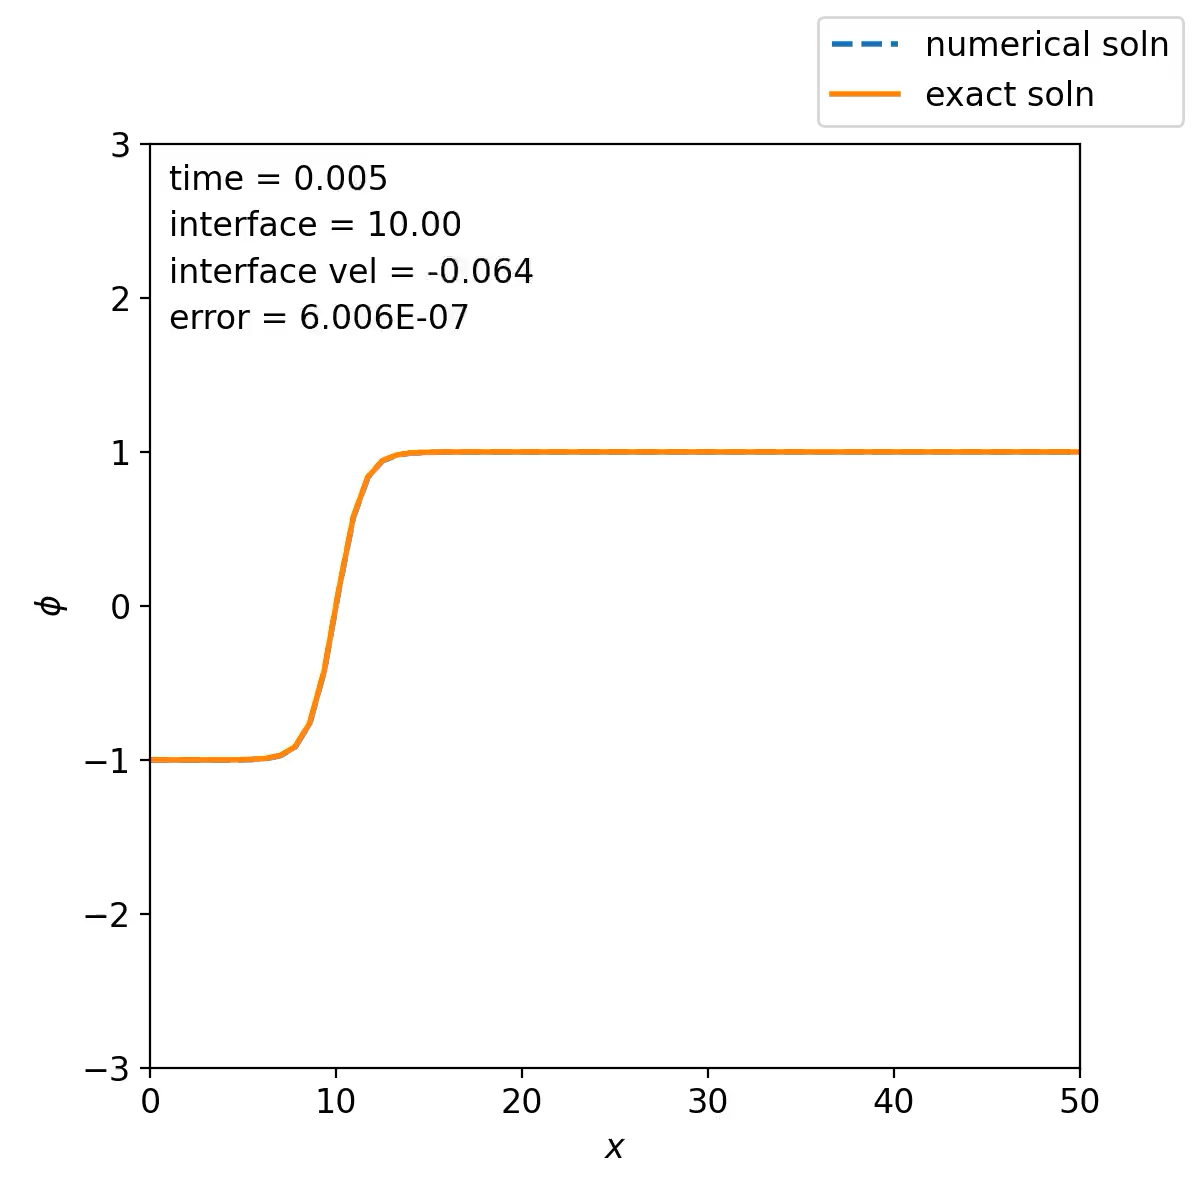 numerical soln
exact soln
3
time = 0.005
interface = 10.00
interface vel = -0.064
error = 6.006E-07
2
1
ϕ
0
−1
−2
−3
0 10 20 30 40 50
x